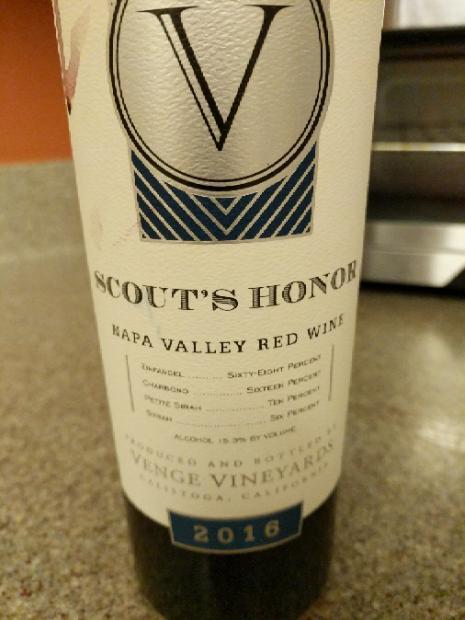 V
SCOUT'S HONOR
NAPA VALLEY RED WINE
ZINFANDEL .......... SIXTY-EIGHT PERCENT
CHARBONO .......... SIXTEEN PERCENT
PETITE SIRAH .......... TEN PERCENT
SYRAH .......... SIX PERCENT
ALCOHOL 15.3% BY VOLUME
PRODUCED AND BOTTLED BY
VENGE VINEYARDS
CALISTOGA, CALIFORNIA
2016